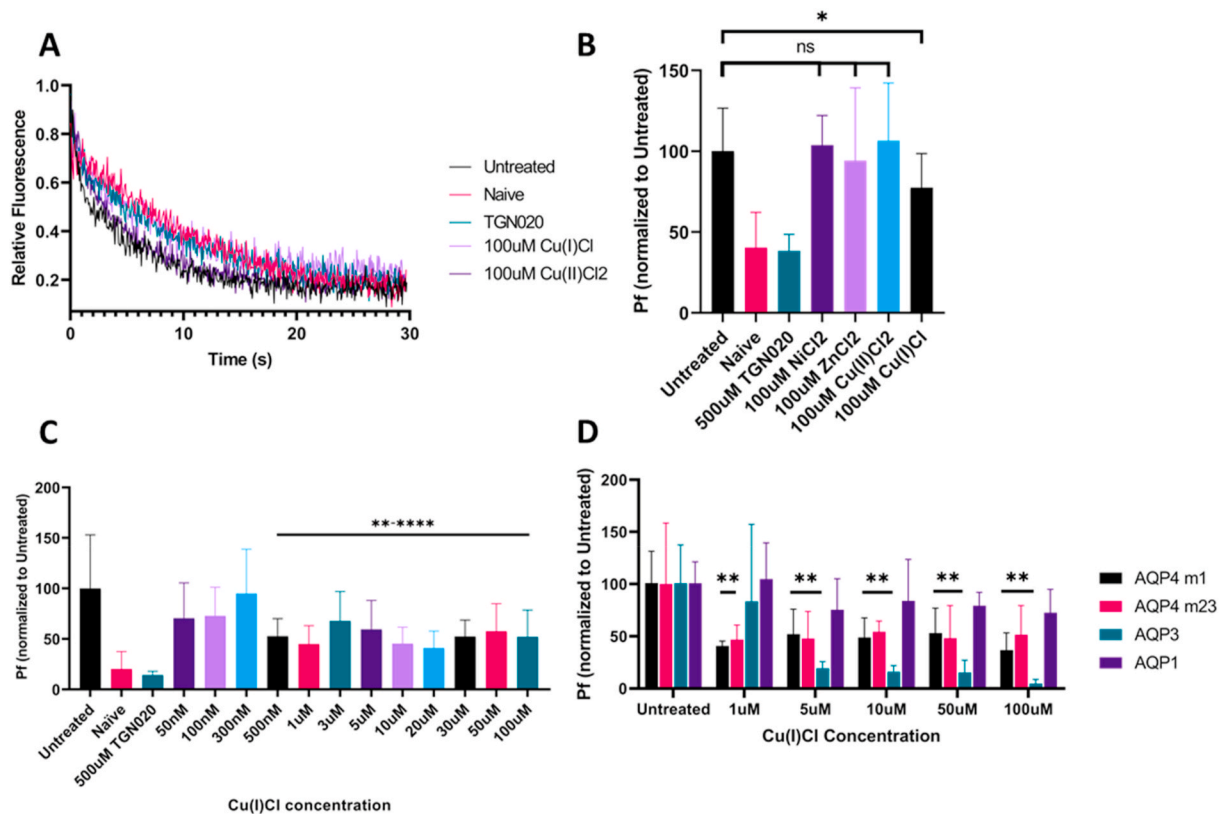 A
Relative Fluorescence
1.0
0.8
0.6
0.4
0.2
0
10
20
30
Time (s)
Untreated
Naive
TGN020
100uM Cu(I)Cl
100uM Cu(II)Cl2
B
Pf (normalized to Untreated)
150
100
50
0
*
ns
Untreated
Naive
500uM TGN020
100uM NiCl2
100uM ZnCl2
100uM Cu(II)Cl2
100uM Cu(I)Cl
C
Pf (normalized to Untreated)
200
150
100
50
0
**-****
Untreated
Naïve
500uM TGN020
50nM
100nM
300nM
500nM
1uM
3uM
5uM
10uM
20uM
30uM
50uM
100uM
Cu(I)Cl concentration
D
Pf (normalized to Untreated)
200
150
100
50
0
** ** ** ** **
Untreated 1uM 5uM 10uM 50uM 100uM
Cu(I)Cl Concentration
AQP4 m1
AQP4 m23
AQP3
AQP1